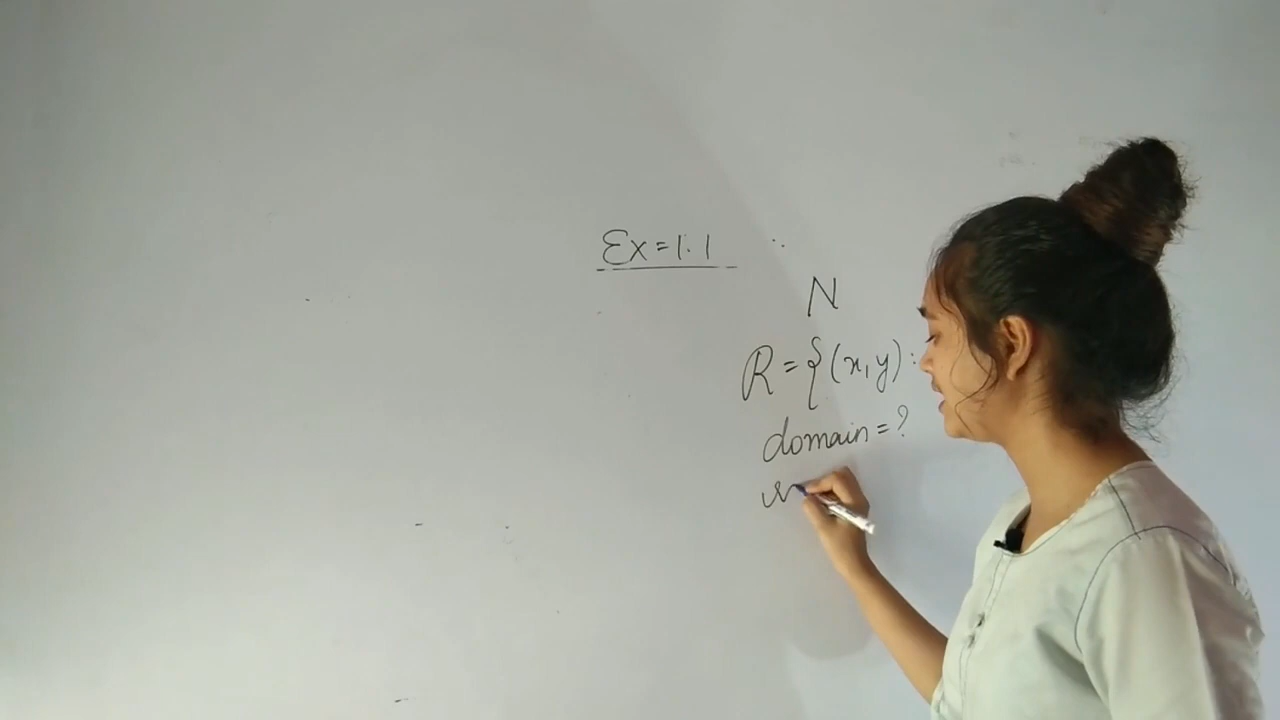 Ex = 1.1
N
R = {(x, y) :
domain = ?